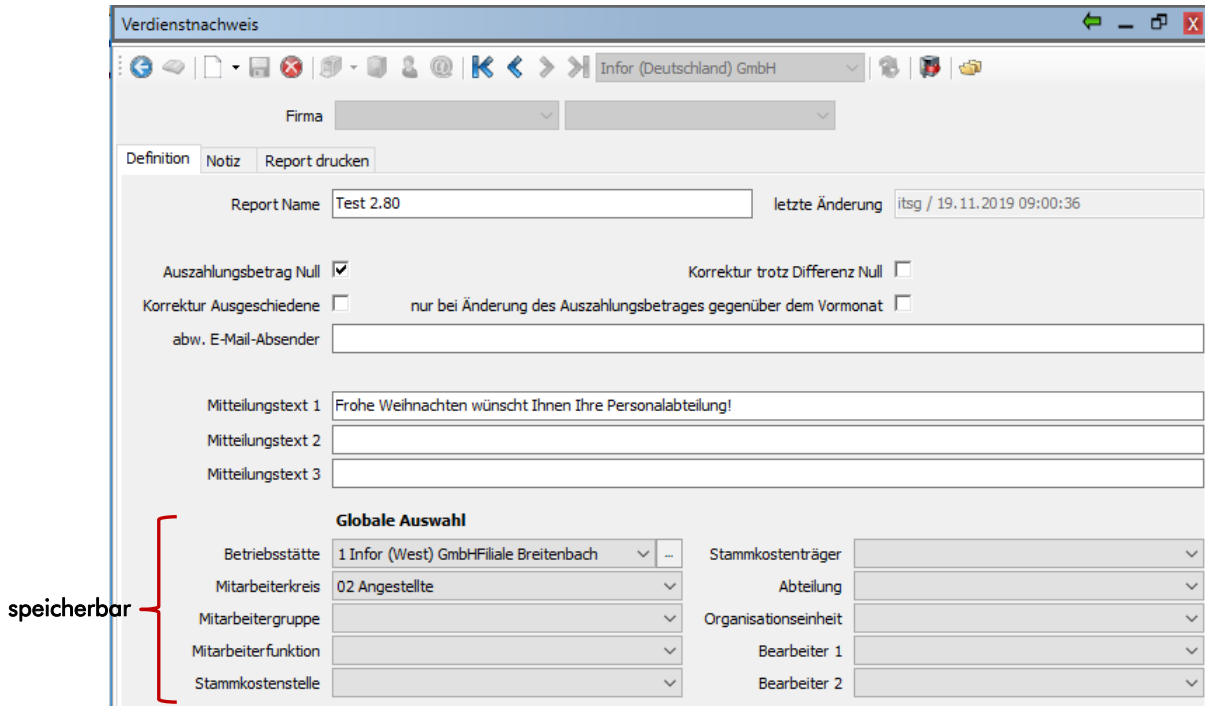 Verdienstnachweis
Infor (Deutschland) GmbH
Firma
Definition Notiz Report drucken
Report Name Test 2.80 letzte Änderung itsg / 19.11.2019 09:00:36
Auszahlungsbetrag Null Korrektur trotz Differenz Null
Korrektur Ausgeschiedene nur bei Änderung des Auszahlungsbetrages gegenüber dem Vormonat
abw. E-Mail-Absender
Mitteilungstext 1 Frohe Weihnachten wünscht Ihnen Ihre Personalabteilung!
Mitteilungstext 2
Mitteilungstext 3
Globale Auswahl
Betriebsstätte 1 Infor (West) GmbHFiliale Breitenbach ... Stammkostenträger
Mitarbeiterkreis 02 Angestellte Abteilung
speicherbar
Mitarbeitergruppe Organisationseinheit
Mitarbeiterfunktion Bearbeiter 1
Stammkostenstelle Bearbeiter 2